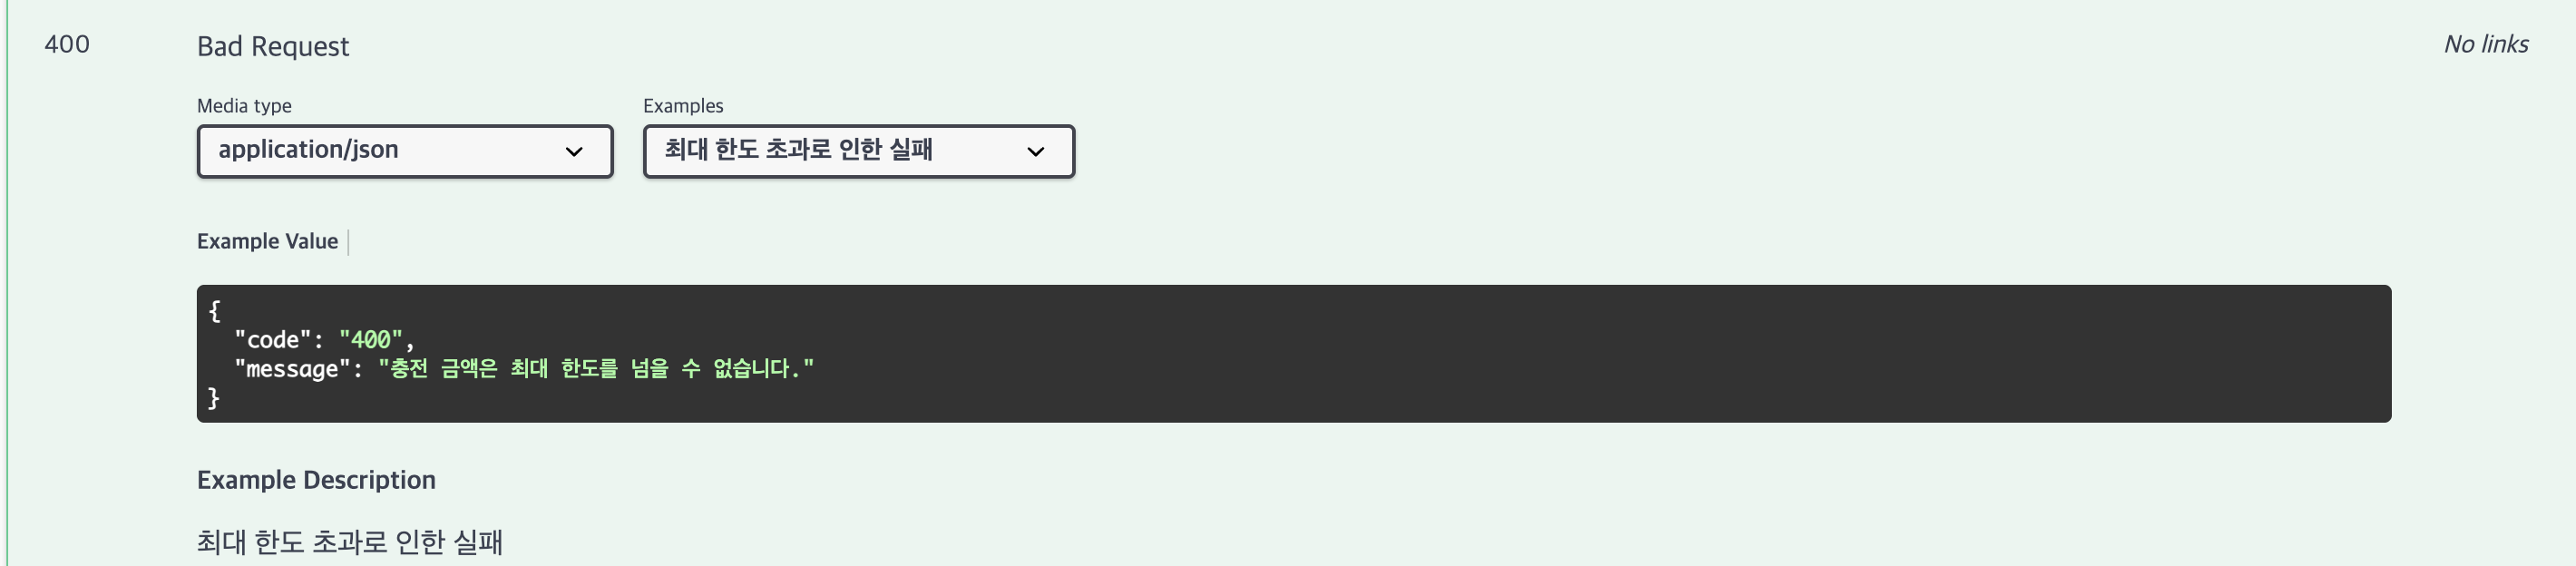 400 Bad Request No links
Media type Examples
application/json 최대 한도 초과로 인한 실패
Example Value
{
"code": "400",
"message": "충전 금액은 최대 한도를 넘을 수 없습니다."
}
Example Description
최대 한도 초과로 인한 실패